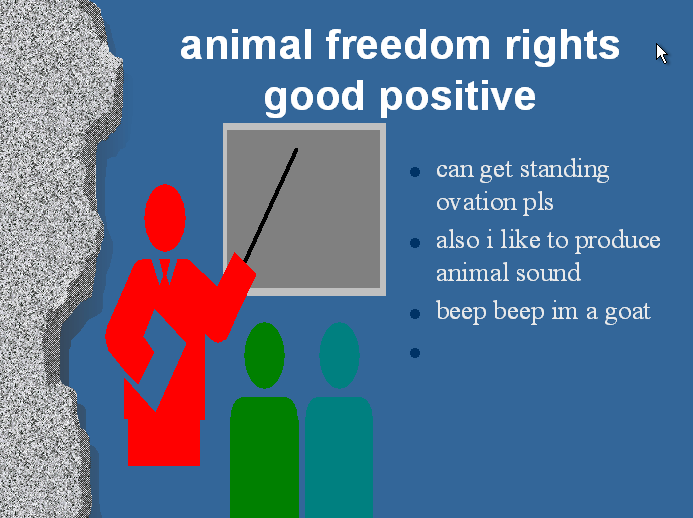 animal freedom rights
good positive
can get standing
ovation pls
also i like to produce
animal sound
beep beep im a goat